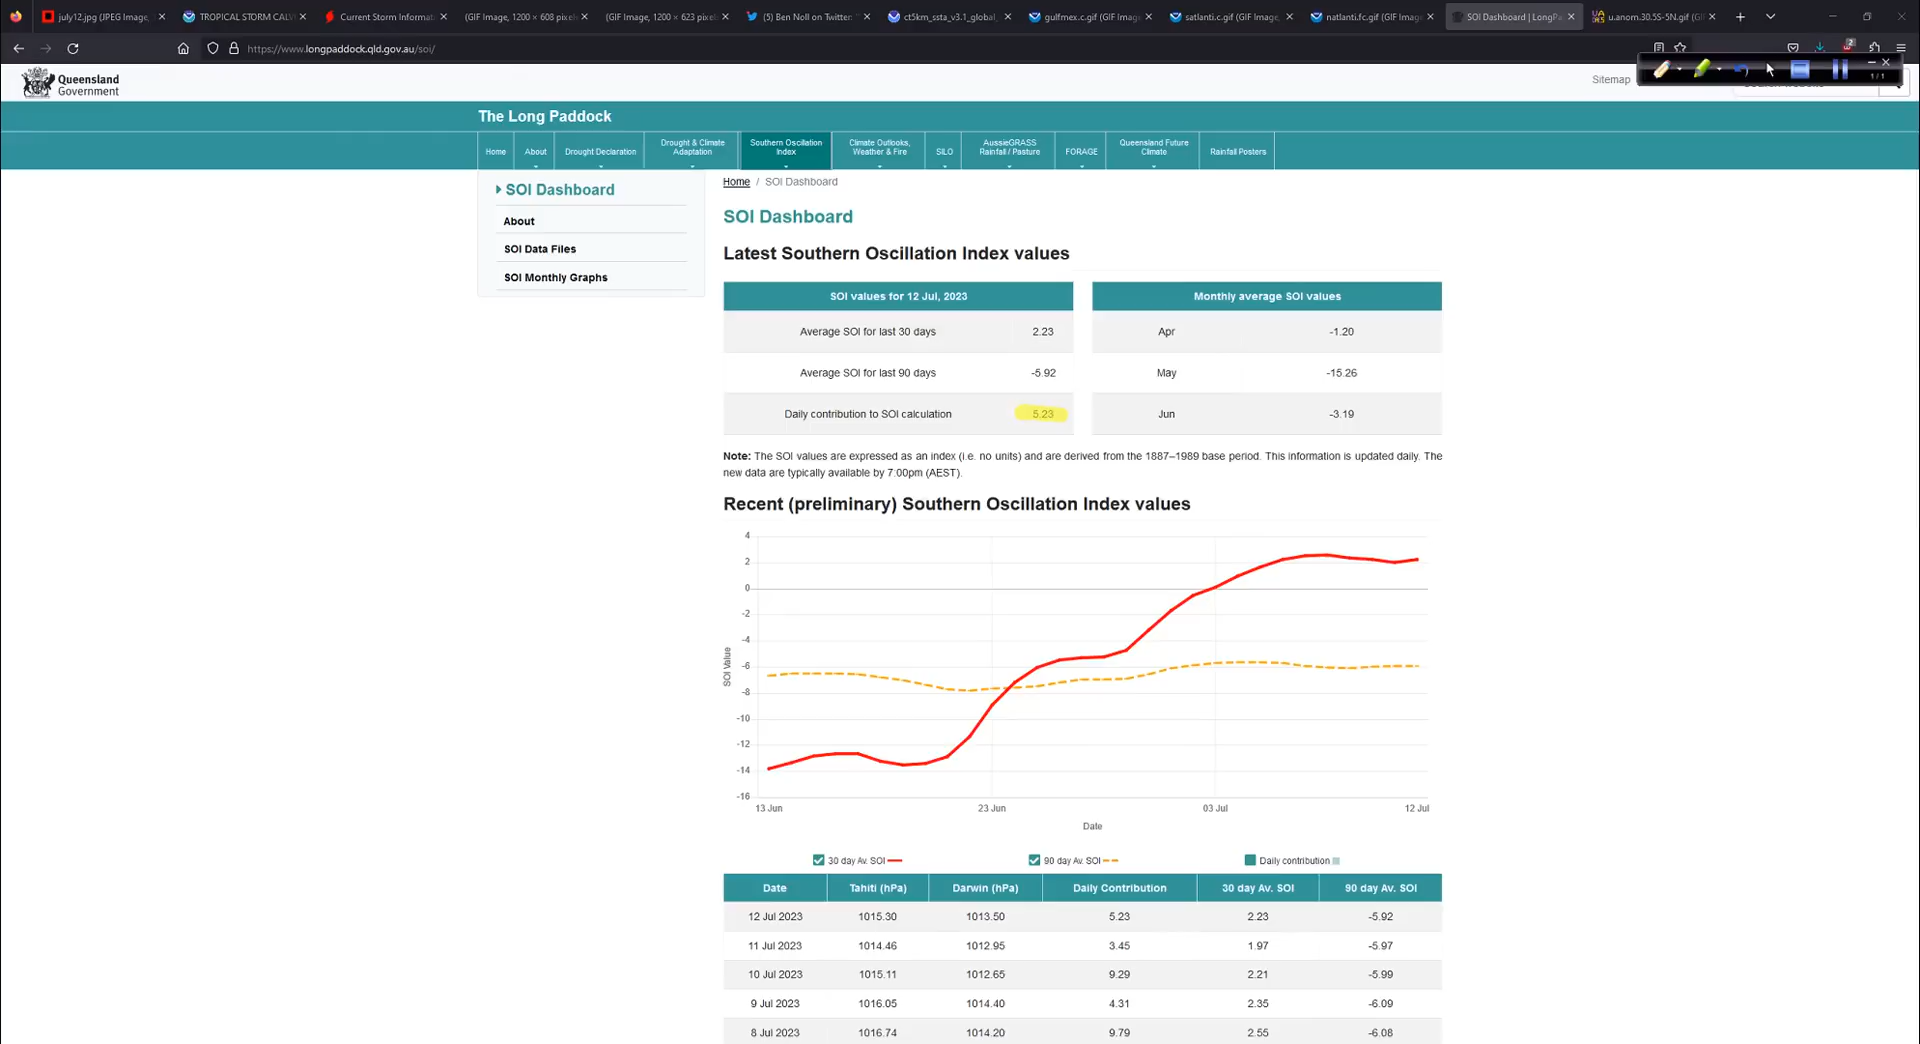 july12.jpg (JPEG Image,
TROPICAL STORM CALV
Current Storm Informati
(GIF Image, 1200 × 608 pixels
(GIF Image, 1200 × 623 pixels
(5) Ben Noll on Twitter:
ct5km_ssta_v3.1_global_
gulfmex.c.gif (GIF Image
satlanti.c.gif (GIF Image,
natlanti.fc.gif (GIF Image,
SOI Dashboard | LongPa
u.anom.30.5S-5N.gif (GI
https://www.longpaddock.qld.gov.au/soi/
2
1/1
Queensland
Government
Sitemap
The Long Paddock
Home
About
Drought Declaration
Drought & Climate
Adaptation
Southern Oscillation
Index
Climate Outlooks,
Weather & Fire
SILO
AussieGRASS
Rainfall / Pasture
FORAGE
Queensland Future
Climate
Rainfall Posters
SOI Dashboard
About
SOI Data Files
SOI Monthly Graphs
Home / SOI Dashboard
SOI Dashboard
Latest Southern Oscillation Index values
SOI values for 12 Jul, 2023
Average SOI for last 30 days 2.23
Average SOI for last 90 days -5.92
Daily contribution to SOI calculation 5.23
Monthly average SOI values
Apr -1.20
May -15.26
Jun -3.19
Note: The SOI values are expressed as an index (i.e. no units) and are derived from the 1887–1989 base period. This information is updated daily. The
new data are typically available by 7:00pm (AEST).
Recent (preliminary) Southern Oscillation Index values
4
2
0
-2
-4
-6
-8
-10
-12
-14
-16
SOI Value
13 Jun 23 Jun 03 Jul 12 Jul
Date
30 day Av. SOI 90 day Av. SOI Daily contribution
Date Tahiti (hPa) Darwin (hPa) Daily Contribution 30 day Av. SOI 90 day Av. SOI
12 Jul 2023 1015.30 1013.50 5.23 2.23 -5.92
11 Jul 2023 1014.46 1012.95 3.45 1.97 -5.97
10 Jul 2023 1015.11 1012.65 9.29 2.21 -5.99
9 Jul 2023 1016.05 1014.40 4.31 2.35 -6.09
8 Jul 2023 1016.74 1014.20 9.79 2.55 -6.08